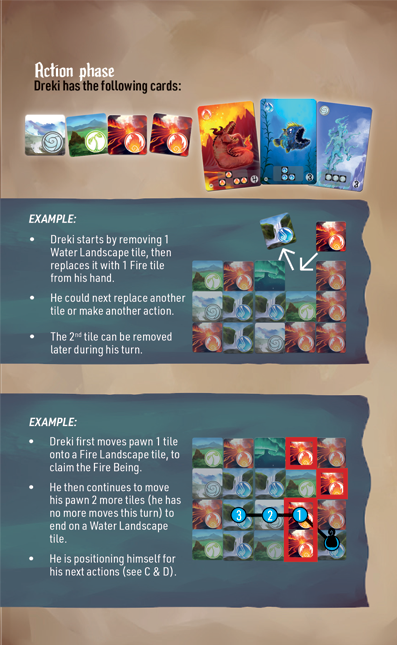 Action phase
Dreki has the following cards:
4
3
3
EXAMPLE:
• Dreki starts by removing 1
Water Landscape tile, then
replaces it with 1 Fire tile
from his hand.
• He could next replace another
tile or make another action.
• The 2nd tile can be removed
later during his turn.
EXAMPLE:
• Dreki first moves pawn 1 tile
onto a Fire Landscape tile, to
claim the Fire Being.
• He then continues to move
his pawn 2 more tiles (he has
no more moves this turn) to
end on a Water Landscape
tile.
• He is positioning himself for
his next actions (see C & D).
3 2 1